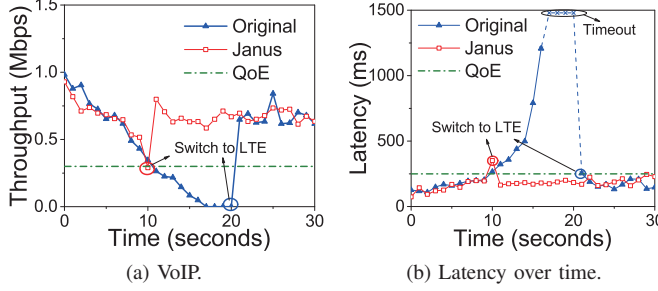 Throughput (Mbps)
1.5
1.0
0.5
0.0
Original
Janus
QoE
Switch to LTE
0
10
20
30
Time (seconds)
(a) VoIP.
Latency (ms)
1500
1000
500
0
Original
Janus
QoE
Timeout
Switch to LTE
0
10
20
30
Time (seconds)
(b) Latency over time.